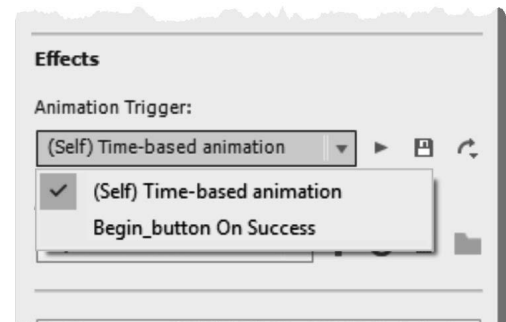 Effects
Animation Trigger:
(Self) Time-based animation
(Self) Time-based animation
Begin_button On Success